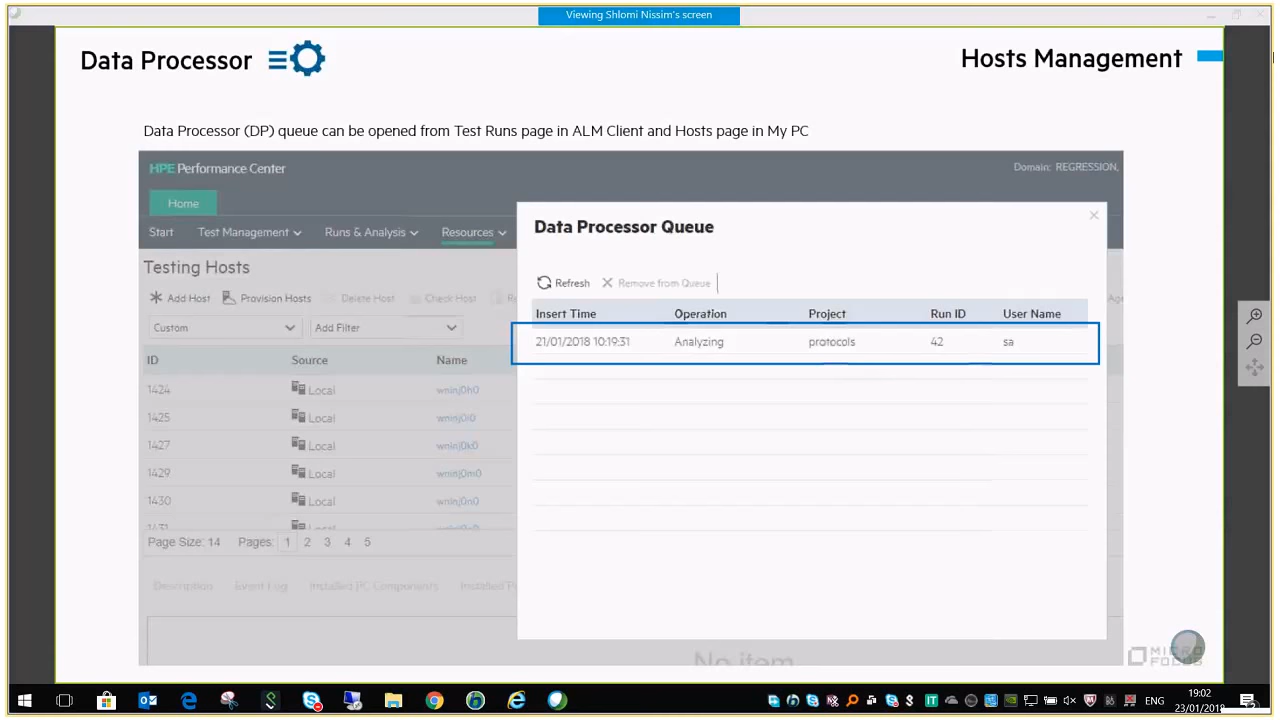 Viewing Shlomi Nissim's screen
Data Processor
Hosts Management
Data Processor (DP) queue can be opened from Test Runs page in ALM Client and Hosts page in My PC
HPE Performance Center
Domain: REGRESSION,
Home
Start Test Management Runs & Analysis Resources
Data Processor Queue
Testing Hosts
Refresh Remove from Queue
Add Host Provision Hosts Delete Host Check Host
Custom Add Filter
Insert Time Operation Project Run ID User Name
21/01/2018 10:19:31 Analyzing protocols 42 sa
ID Source Name
1424 Local
1425 Local
1427 Local
1429 Local
1430 Local
1431 Local
Page Size: 14 Pages: 1 2 3 4 5
Description Event Log Installed PC Components
No item
MICRO
FOCUS
ENG
19:02
23/01/2018